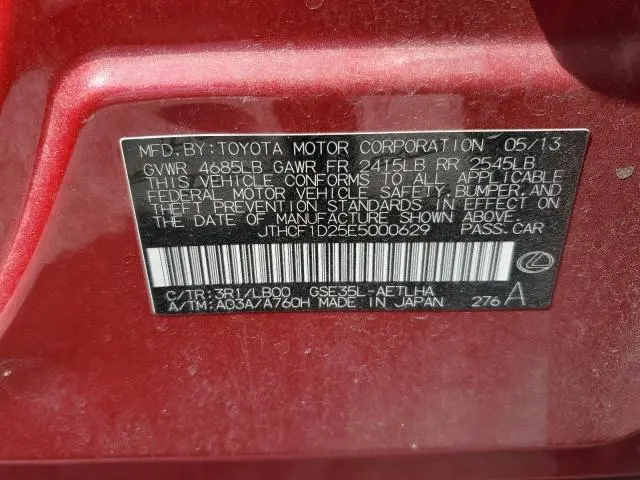 MFD.BY:TOYOTA MOTOR CORPORATION 05/13
GVWR 4685LB GAWR FR 2415LB RR 2545LB
THIS VEHICLE CONFORMS TO ALL APPLICABLE
FEDERAL MOTOR VEHICLE SAFETY,BUMPER,AND
THEFT PREVENTION STANDARDS IN EFFECT ON
THE DATE OF MANUFACTURE SHOWN ABOVE.
JTHCF1D25E5000629 PASS.CAR
C/TR:3R1/LB00 GSE35L-AETLHA
A/TM:A03A/A760H MADE IN JAPAN 276 A